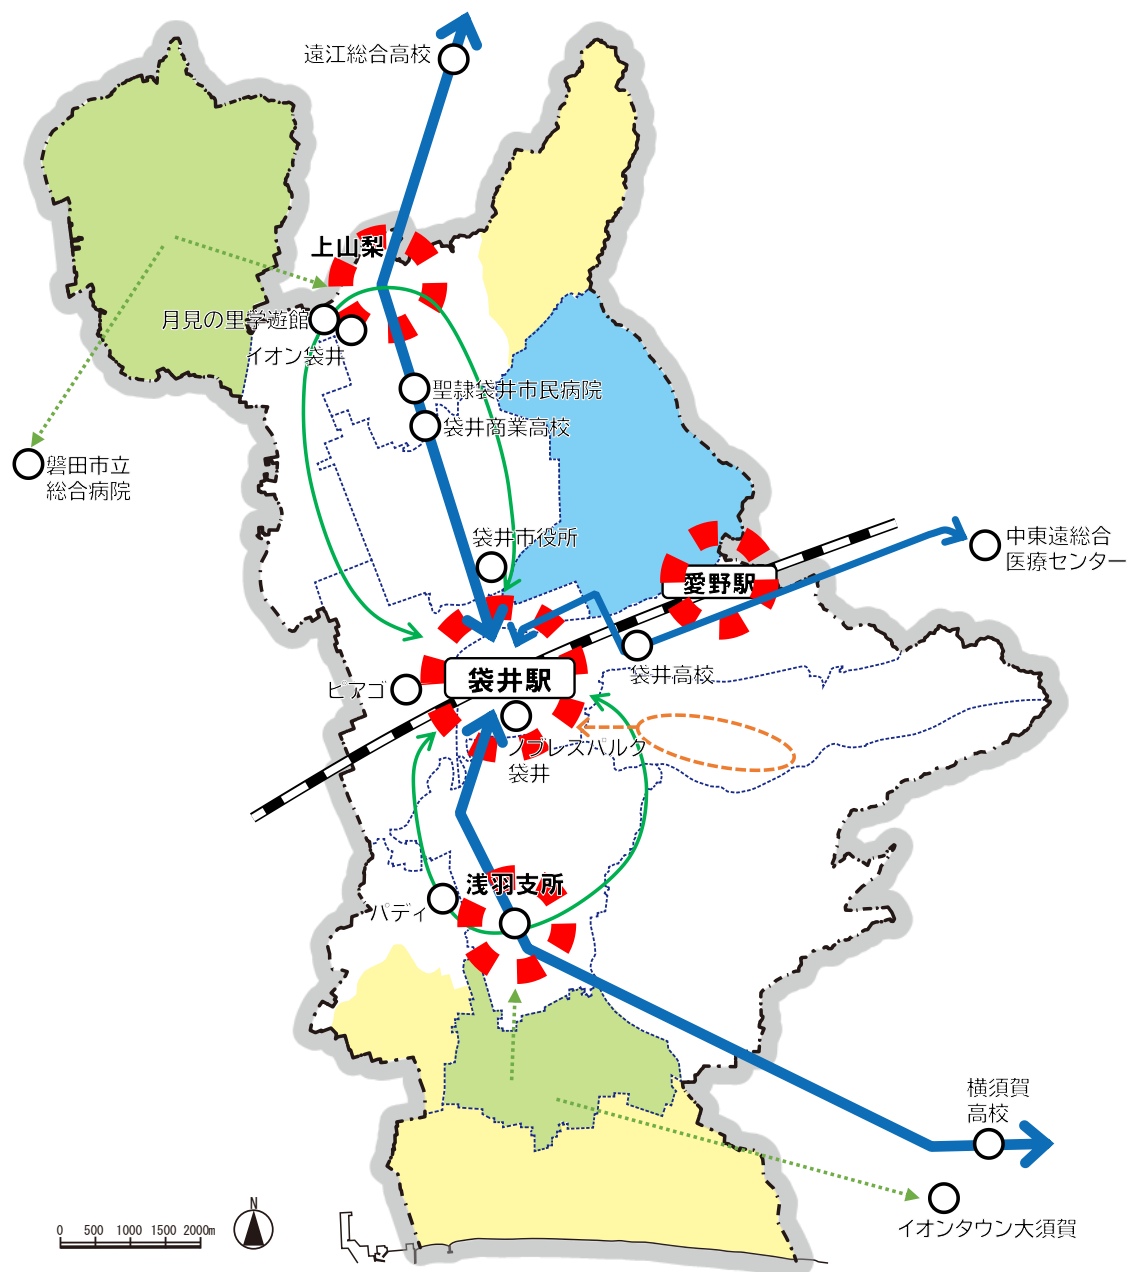 遠江総合高校
上山梨
月見の里学遊館
イオン袋井
聖隷袋井市民病院
袋井商業高校
磐田市立
総合病院
袋井市役所
中東遠総合
医療センター
愛野駅
袋井高校
袋井駅
ピアゴ
ノブレスパルク
袋井
浅羽支所
パディ
横須賀
高校
イオンタウン大須賀
N
0 500 1000 1500 2000m